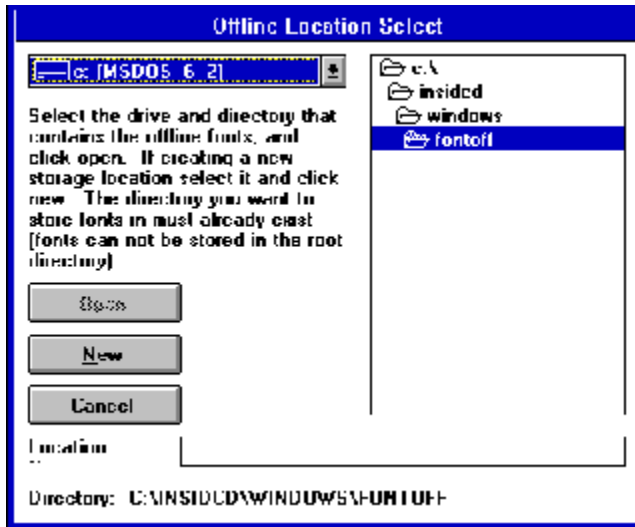 Offline Location Select
c: [MSDOS_6_2]
c:\
insidcd
windows
fontoff
Select the drive and directory that
contains the offline fonts, and
click open. If creating a new
storage location select it and click
new. The directory you want to
store fonts in must already exist
(fonts can not be stored in the root
directory)
Open
New
Cancel
Location
Directory: C:\INSIDCD\WINDOWS\FONTOFF